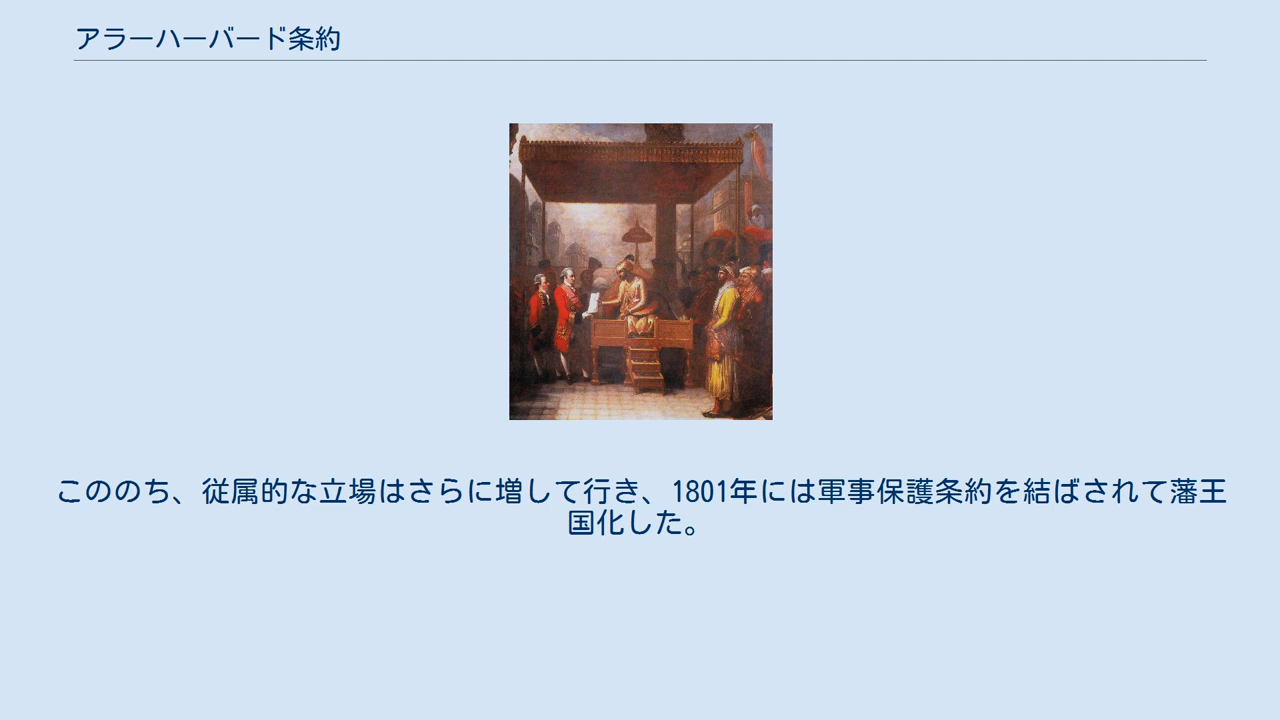 アラーハーバード条約
こののち、従属的な立場はさらに増して行き、1801年には軍事保護条約を結ばされて藩王
国化した。